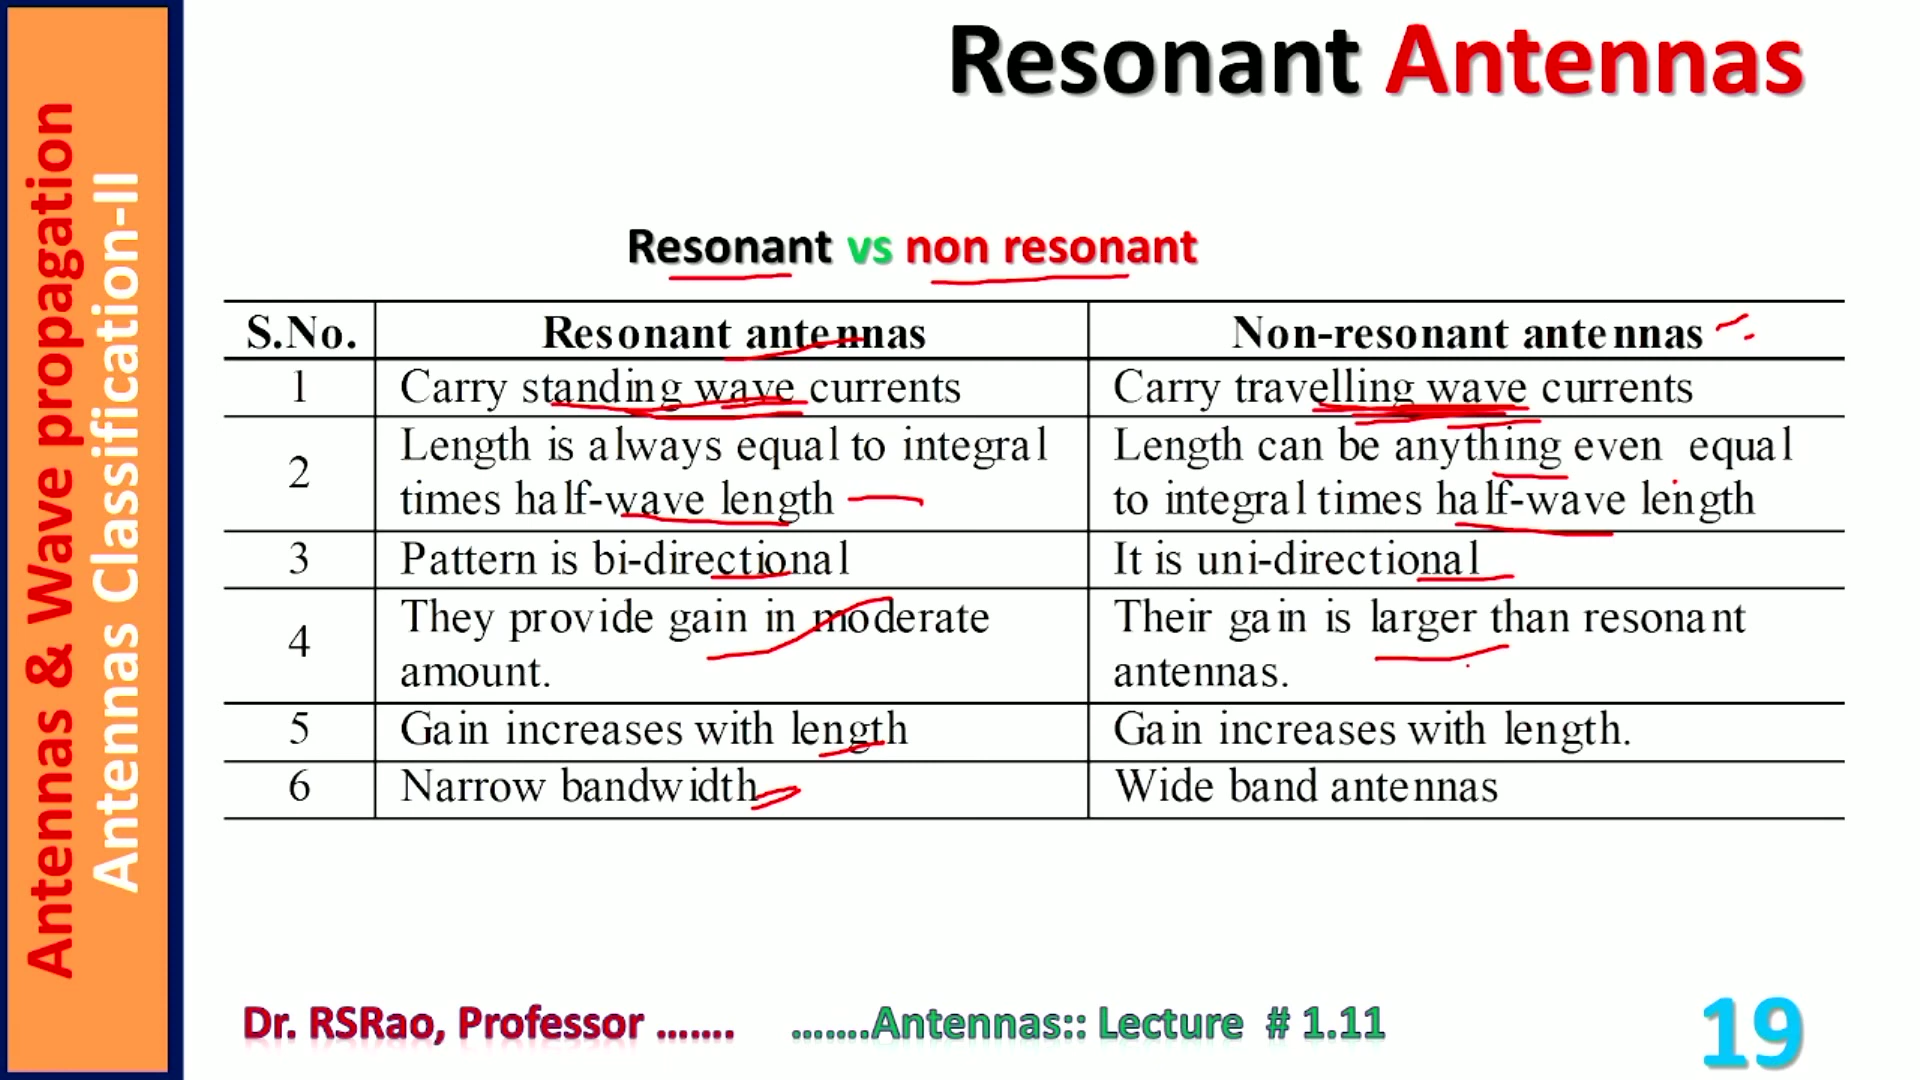 Resonant Antennas
Antennas & Wave propagation
Antennas Classification-II
Resonant vs non resonant
S.No. Resonant antennas Non-resonant antennas
1 Carry standing wave currents Carry travelling wave currents
2 Length is always equal to integral Length can be anything even equal
times half-wave length to integral times half-wave length
3 Pattern is bi-directional It is uni-directional
4 They provide gain in moderate Their gain is larger than resonant
amount. antennas.
5 Gain increases with length Gain increases with length.
6 Narrow bandwidth Wide band antennas
Dr. RSRao, Professor ....... .......Antennas:: Lecture # 1.11
19